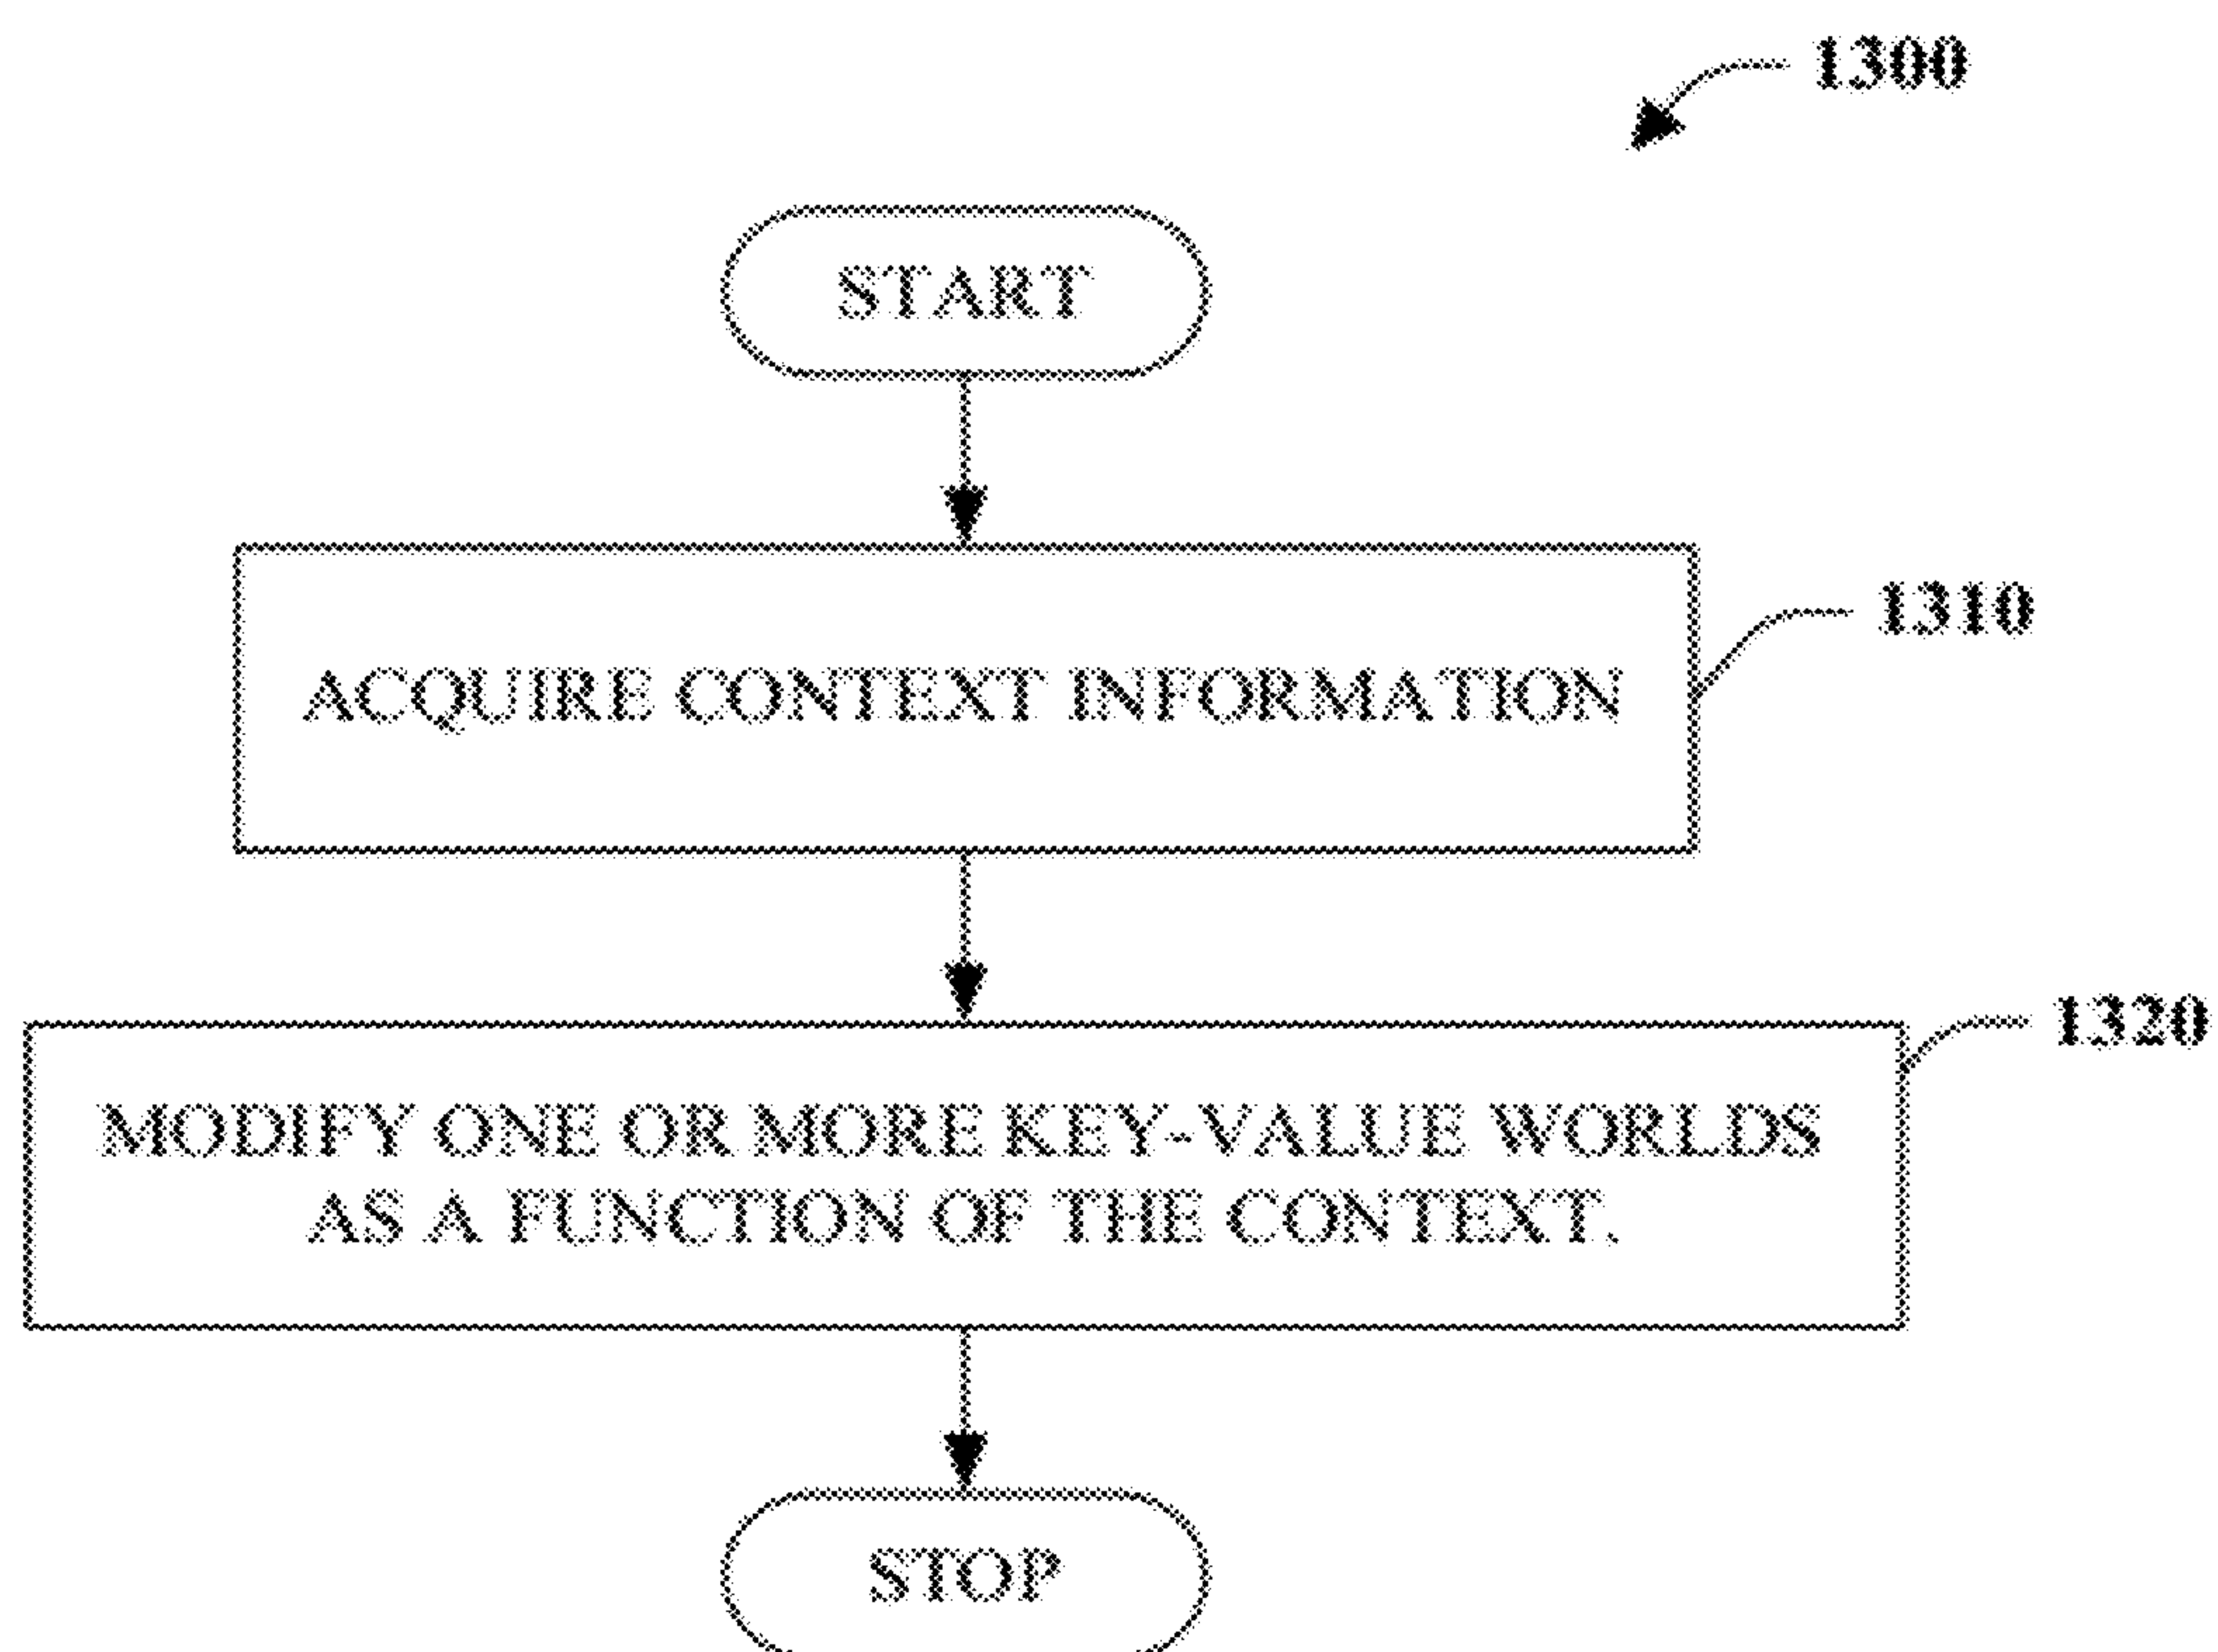 1300
START
ACQUIRE CONTEXT INFORMATION
1310
1320
MODIFY ONE OR MORE KEY-VALUE WORLDS
AS A FUNCTION OF THE CONTEXT.
STOP